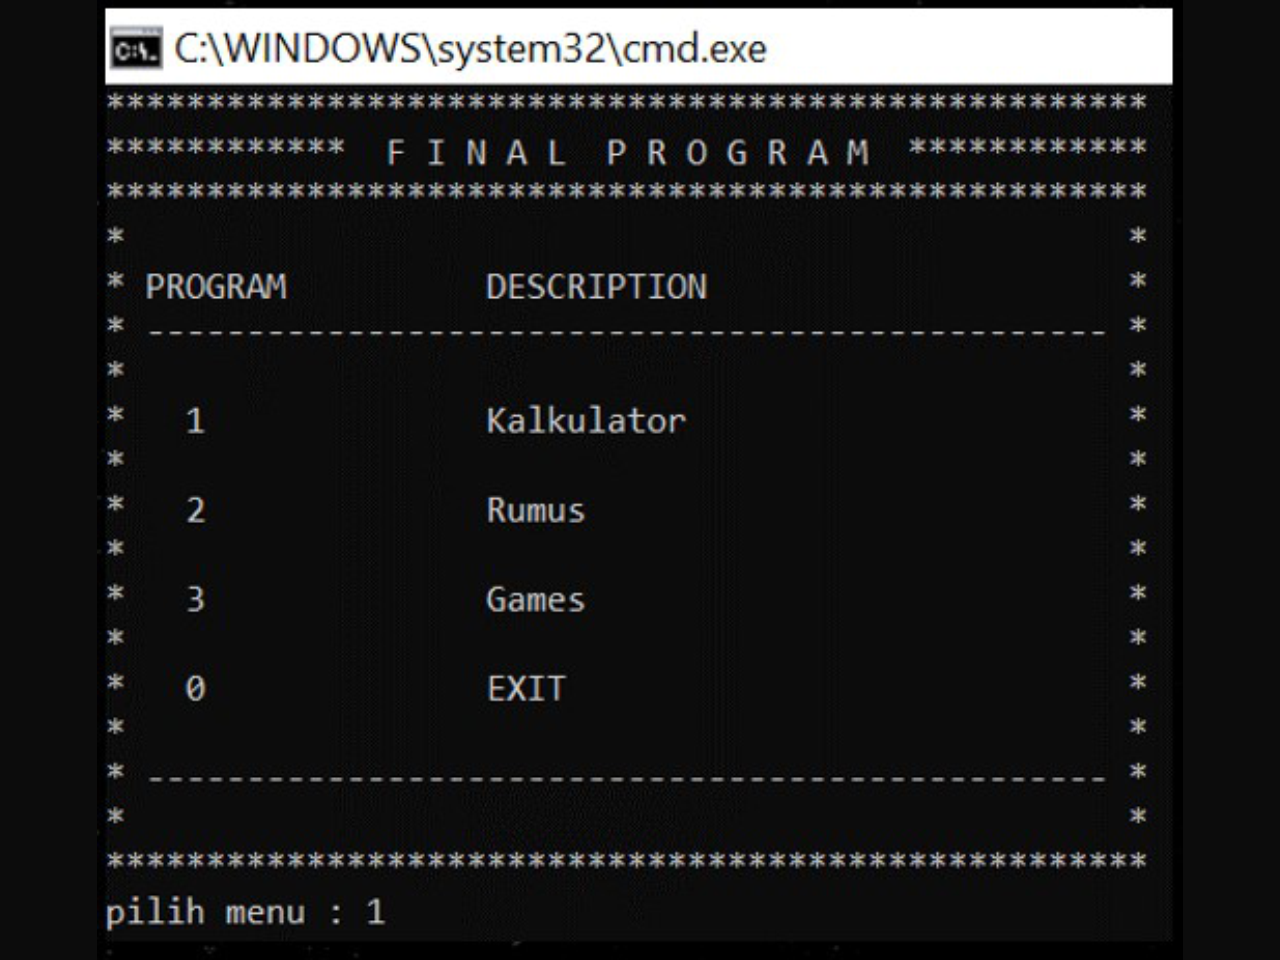 C:\WINDOWS\system32\cmd.exe
****************************************************
************  F I N A L  P R O G R A M  ************
****************************************************
*                                                  *
* PROGRAM          DESCRIPTION                     *
* ------------------------------------------------ *
*                                                  *
*   1              Kalkulator                      *
*                                                  *
*   2              Rumus                           *
*                                                  *
*   3              Games                           *
*                                                  *
*   0              EXIT                            *
*                                                  *
* ------------------------------------------------ *
*                                                  *
****************************************************
pilih menu : 1